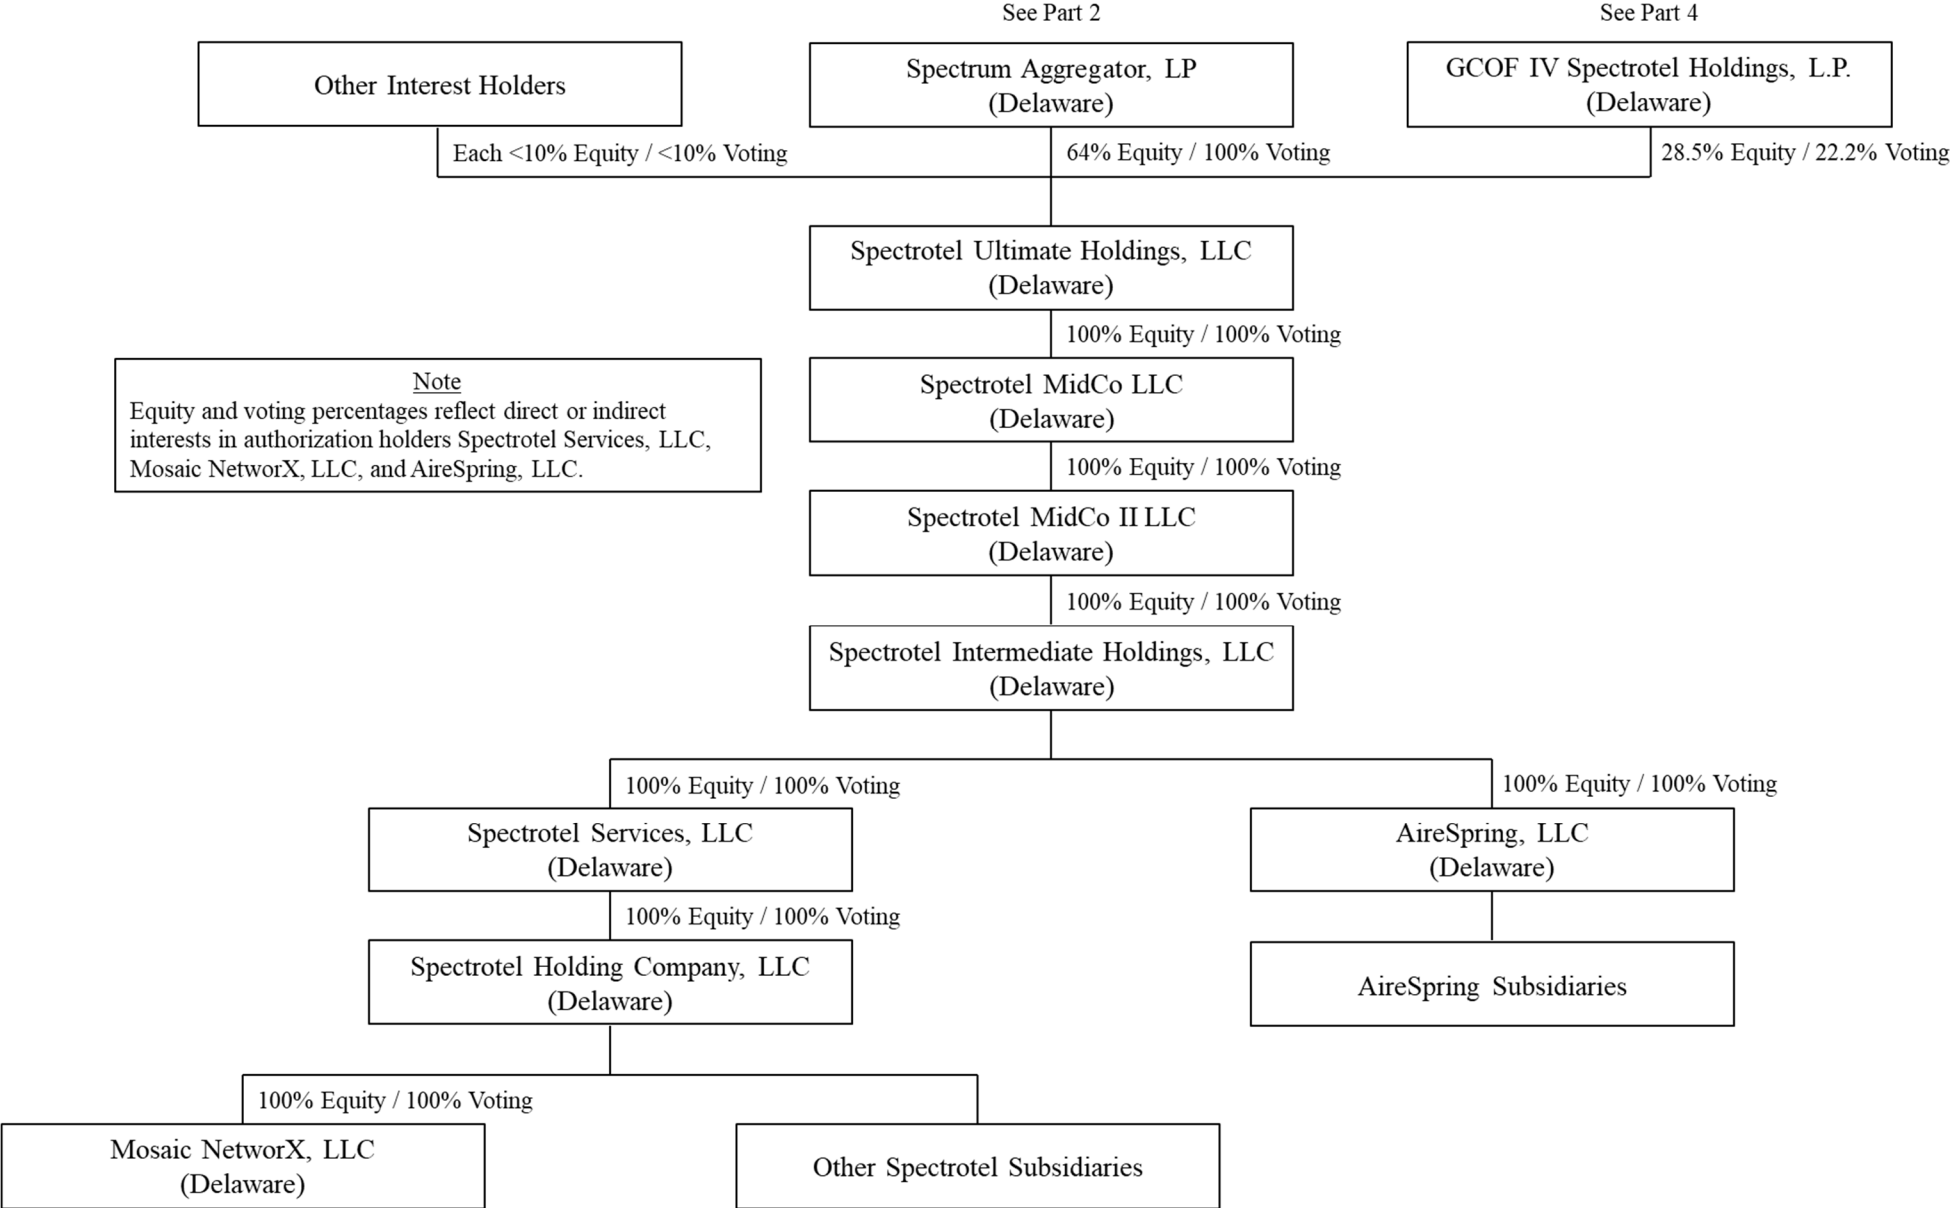 See Part 2
See Part 4
Other Interest Holders
Spectrum Aggregator, LP
(Delaware)
GCOF IV Spectrotel Holdings, L.P.
(Delaware)
Each <10% Equity / <10% Voting
64% Equity / 100% Voting
28.5% Equity / 22.2% Voting
Spectrotel Ultimate Holdings, LLC
(Delaware)
100% Equity / 100% Voting
Note
Equity and voting percentages reflect direct or indirect
interests in authorization holders Spectrotel Services, LLC,
Mosaic NetworX, LLC, and AireSpring, LLC.
Spectrotel MidCo LLC
(Delaware)
100% Equity / 100% Voting
Spectrotel MidCo II LLC
(Delaware)
100% Equity / 100% Voting
Spectrotel Intermediate Holdings, LLC
(Delaware)
100% Equity / 100% Voting
100% Equity / 100% Voting
Spectrotel Services, LLC
(Delaware)
AireSpring, LLC
(Delaware)
100% Equity / 100% Voting
Spectrotel Holding Company, LLC
(Delaware)
AireSpring Subsidiaries
100% Equity / 100% Voting
Mosaic NetworX, LLC
(Delaware)
Other Spectrotel Subsidiaries